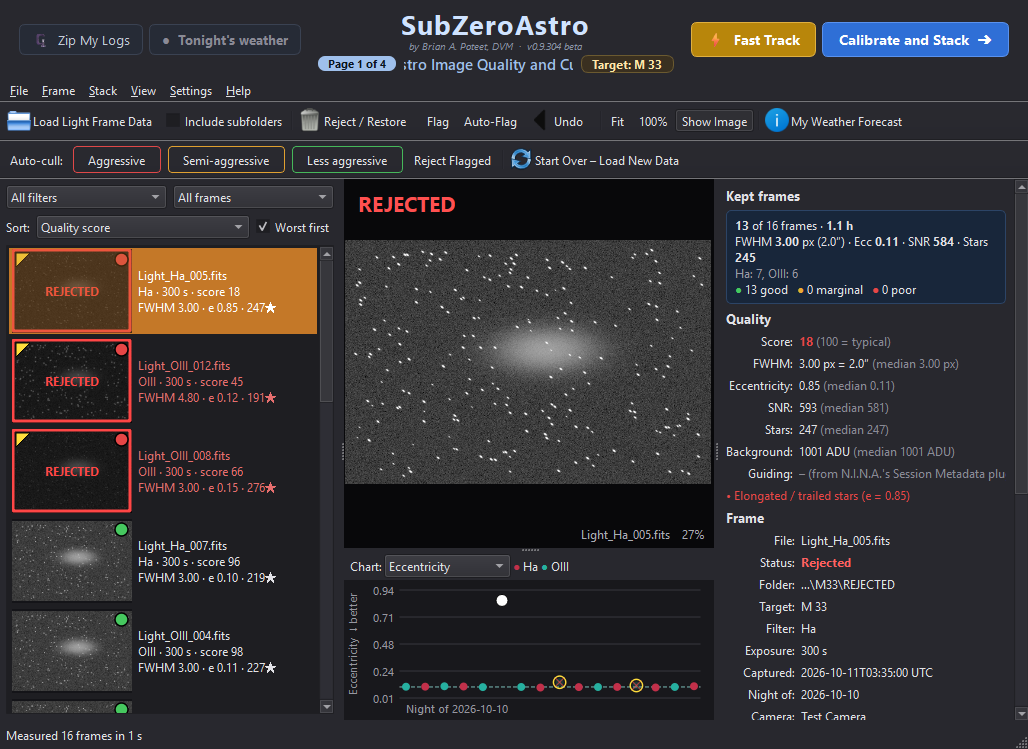 Zip My Logs
Tonight's weather
SubZeroAstro
by Brian A. Pateet, DVM · v0.9.304 beta
Page 1 of 4
tro Image Quality and Cu
Target: M 33
Fast Track
Calibrate and Stack →
File Frame Stack View Settings Help
Load Light Frame Data
Include subfolders
Reject / Restore
Flag
Auto-Flag
Undo
Fit
100%
Show Image
My Weather Forecast
Auto-cull:
Aggressive
Semi-aggressive
Less aggressive
Reject Flagged
Start Over – Load New Data
All filters
All frames
Sort:
Quality score
Worst first
REJECTED
Light_Ha_005.fits
Ha · 300 s · score 18
FWHM 3.00 · e 0.85 · 247★
REJECTED
Light_OIII_012.fits
OIII · 300 s · score 45
FWHM 4.80 · e 0.12 · 191★
REJECTED
Light_OIII_008.fits
OIII · 300 s · score 66
FWHM 3.00 · e 0.15 · 276★
Light_Ha_007.fits
Ha · 300 s · score 96
FWHM 3.00 · e 0.10 · 219★
Light_OIII_004.fits
OIII · 300 s · score 98
FWHM 3.00 · e 0.11 · 227★
REJECTED
Light_Ha_005.fits 27%
Chart:
Eccentricity
Ha
OIII
Eccentricity ↓ better
0.94
0.71
0.48
0.24
0.01
Night of 2026-10-10
Kept frames
13 of 16 frames · 1.1 h
FWHM 3.00 px (2.0″) · Ecc 0.11 · SNR 584 · Stars
245
Ha: 7, OIII: 6
● 13 good ● 0 marginal ● 0 poor
Quality
Score: 18 (100 = typical)
FWHM: 3.00 px = 2.0″ (median 3.00 px)
Eccentricity: 0.85 (median 0.11)
SNR: 593 (median 581)
Stars: 247 (median 247)
Background: 1001 ADU (median 1001 ADU)
Guiding: – (from N.I.N.A.'s Session Metadata plu
• Elongated / trailed stars (e = 0.85)
Frame
File: Light_Ha_005.fits
Status: Rejected
Folder: ...\M33\REJECTED
Target: M 33
Filter: Ha
Exposure: 300 s
Captured: 2026-10-11T03:35:00 UTC
Night of: 2026-10-10
Camera: Test Camera
Measured 16 frames in 1 s